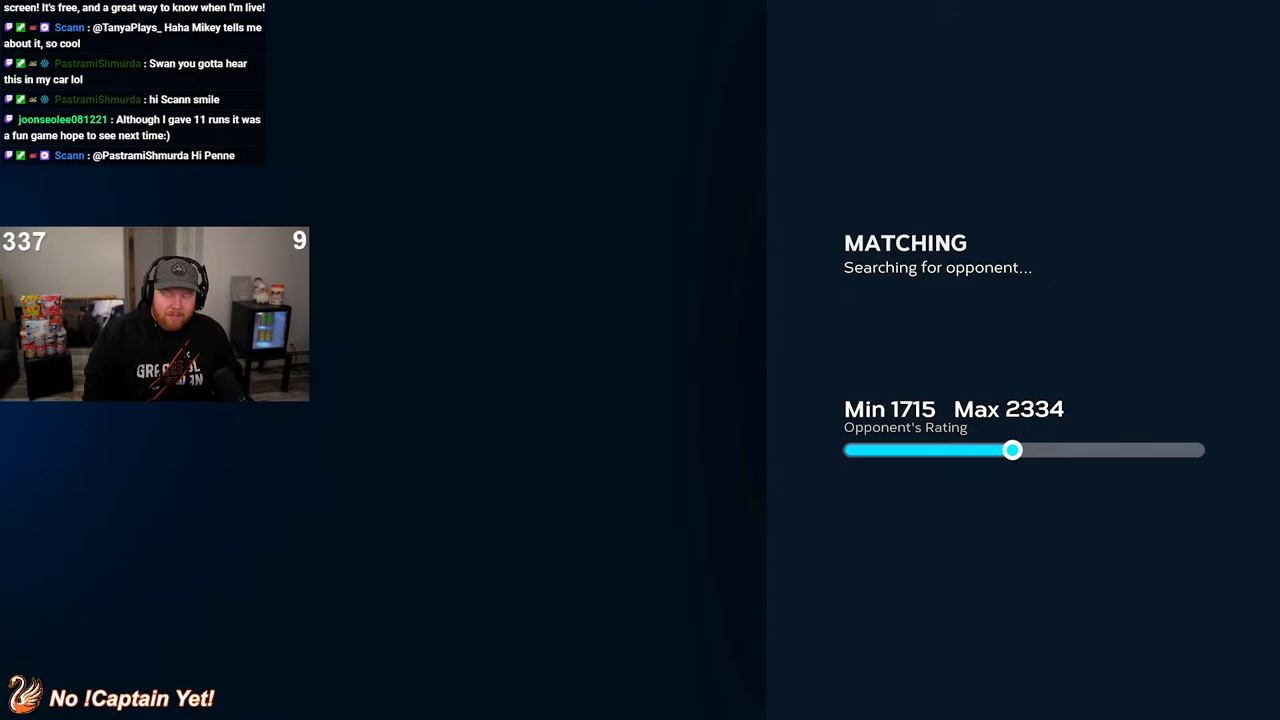 screen! It's free, and a great way to know when I'm live!
Scann : @TanyaPlays_ Haha Mikey tells me
about it, so cool
PastramiShmurda : Swan you gotta hear
this in my car lol
PastramiShmurda : hi Scann smile
joonseolee081221 : Although I gave 11 runs it was
a fun game hope to see next time:)
Scann : @PastramiShmurda Hi Penne
337
9
MATCHING
Searching for opponent...
Min 1715 Max 2334
Opponent's Rating
No !Captain Yet!